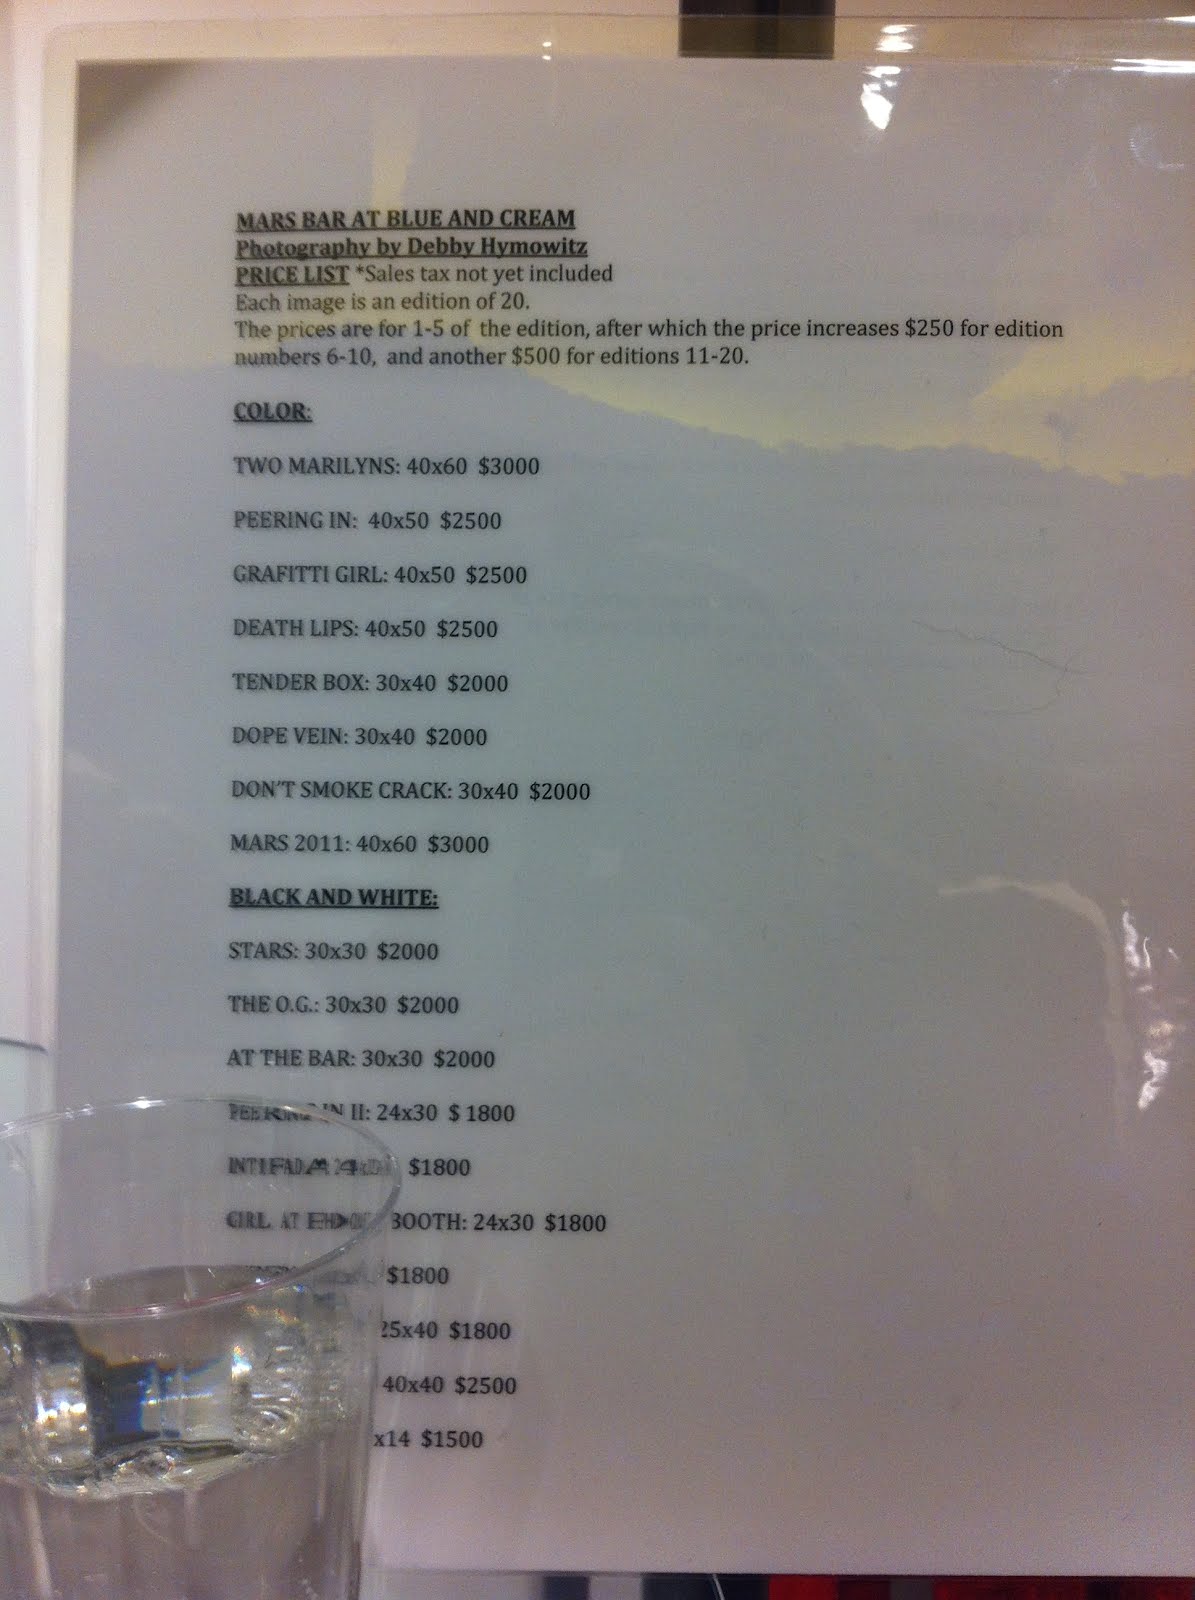 MARS BAR AT BLUE AND CREAM
Photography by Debby Hymowitz
PRICE LIST *Sales tax not yet included
Each image is an edition of 20.
The prices are for 1-5 of the edition, after which the price increases $250 for edition
numbers 6-10, and another $500 for editions 11-20.
COLOR:
TWO MARILYNS: 40x60 $3000
PEERING IN: 40x50 $2500
GRAFITTI GIRL: 40x50 $2500
DEATH LIPS: 40x50 $2500
TENDER BOX: 30x40 $2000
DOPE VEIN: 30x40 $2000
DON'T SMOKE CRACK: 30x40 $2000
MARS 2011: 40x60 $3000
BLACK AND WHITE:
STARS: 30x30 $2000
THE O.G.: 30x30 $2000
AT THE BAR: 30x30 $2000
PEERING IN II: 24x30 $ 1800
$1800
GIRL AT BOOTH: 24x30 $1800
$1800
25x40 $1800
40x40 $2500
x14 $1500